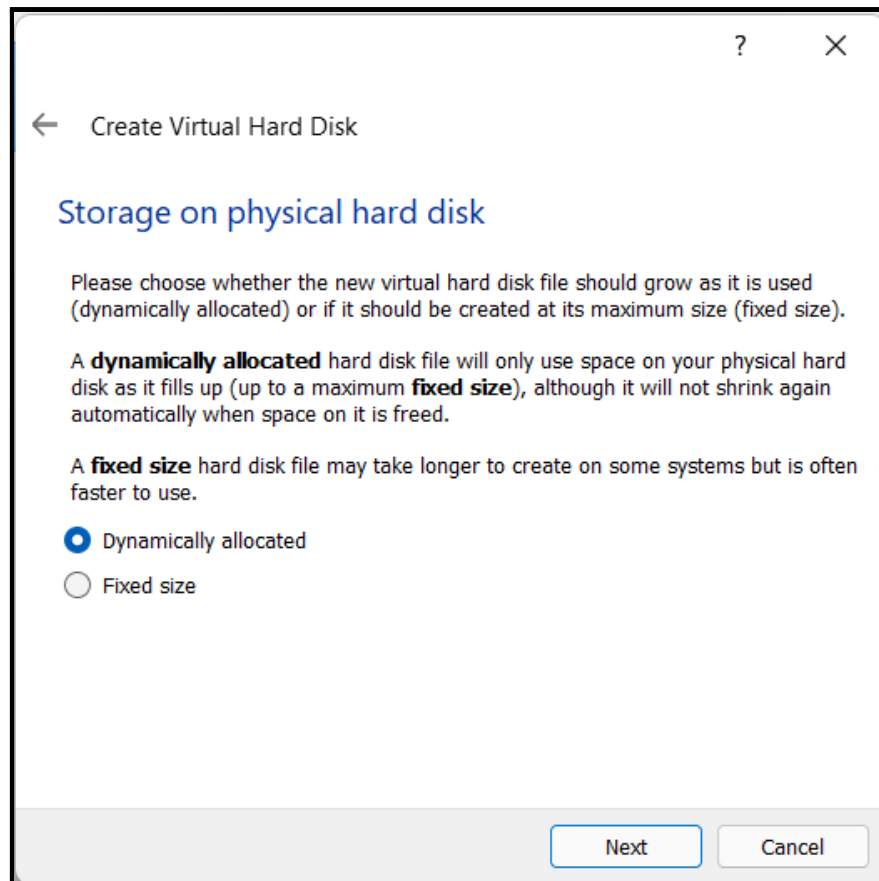 ?
Create Virtual Hard Disk
Storage on physical hard disk
Please choose whether the new virtual hard disk file should grow as it is used
(dynamically allocated) or if it should be created at its maximum size (fixed size).
A dynamically allocated hard disk file will only use space on your physical hard
disk as it fills up (up to a maximum fixed size), although it will not shrink again
automatically when space on it is freed.
A fixed size hard disk file may take longer to create on some systems but is often
faster to use.
Dynamically allocated
Fixed size
Next Cancel